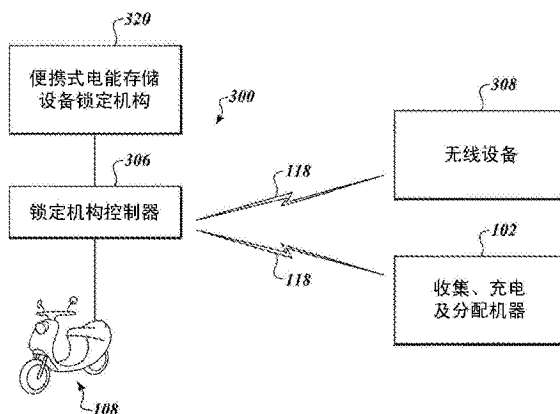 320
便携式电能存储
设备锁定机构
300
308
无线设备
306
锁定机构控制器
118
118
102
收集、充电
及分配机器
108